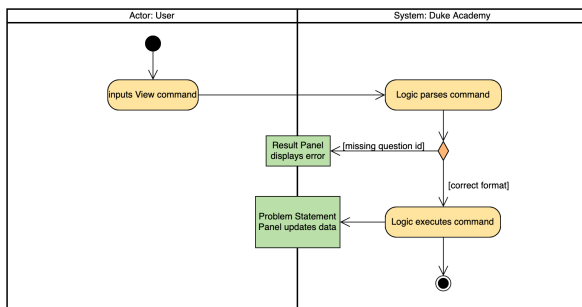 Actor: User
System: Duke Academy
inputs View command
Logic parses command
Result Panel
displays error
[missing question id]
[correct format]
Problem Statement
Panel updates data
Logic executes command